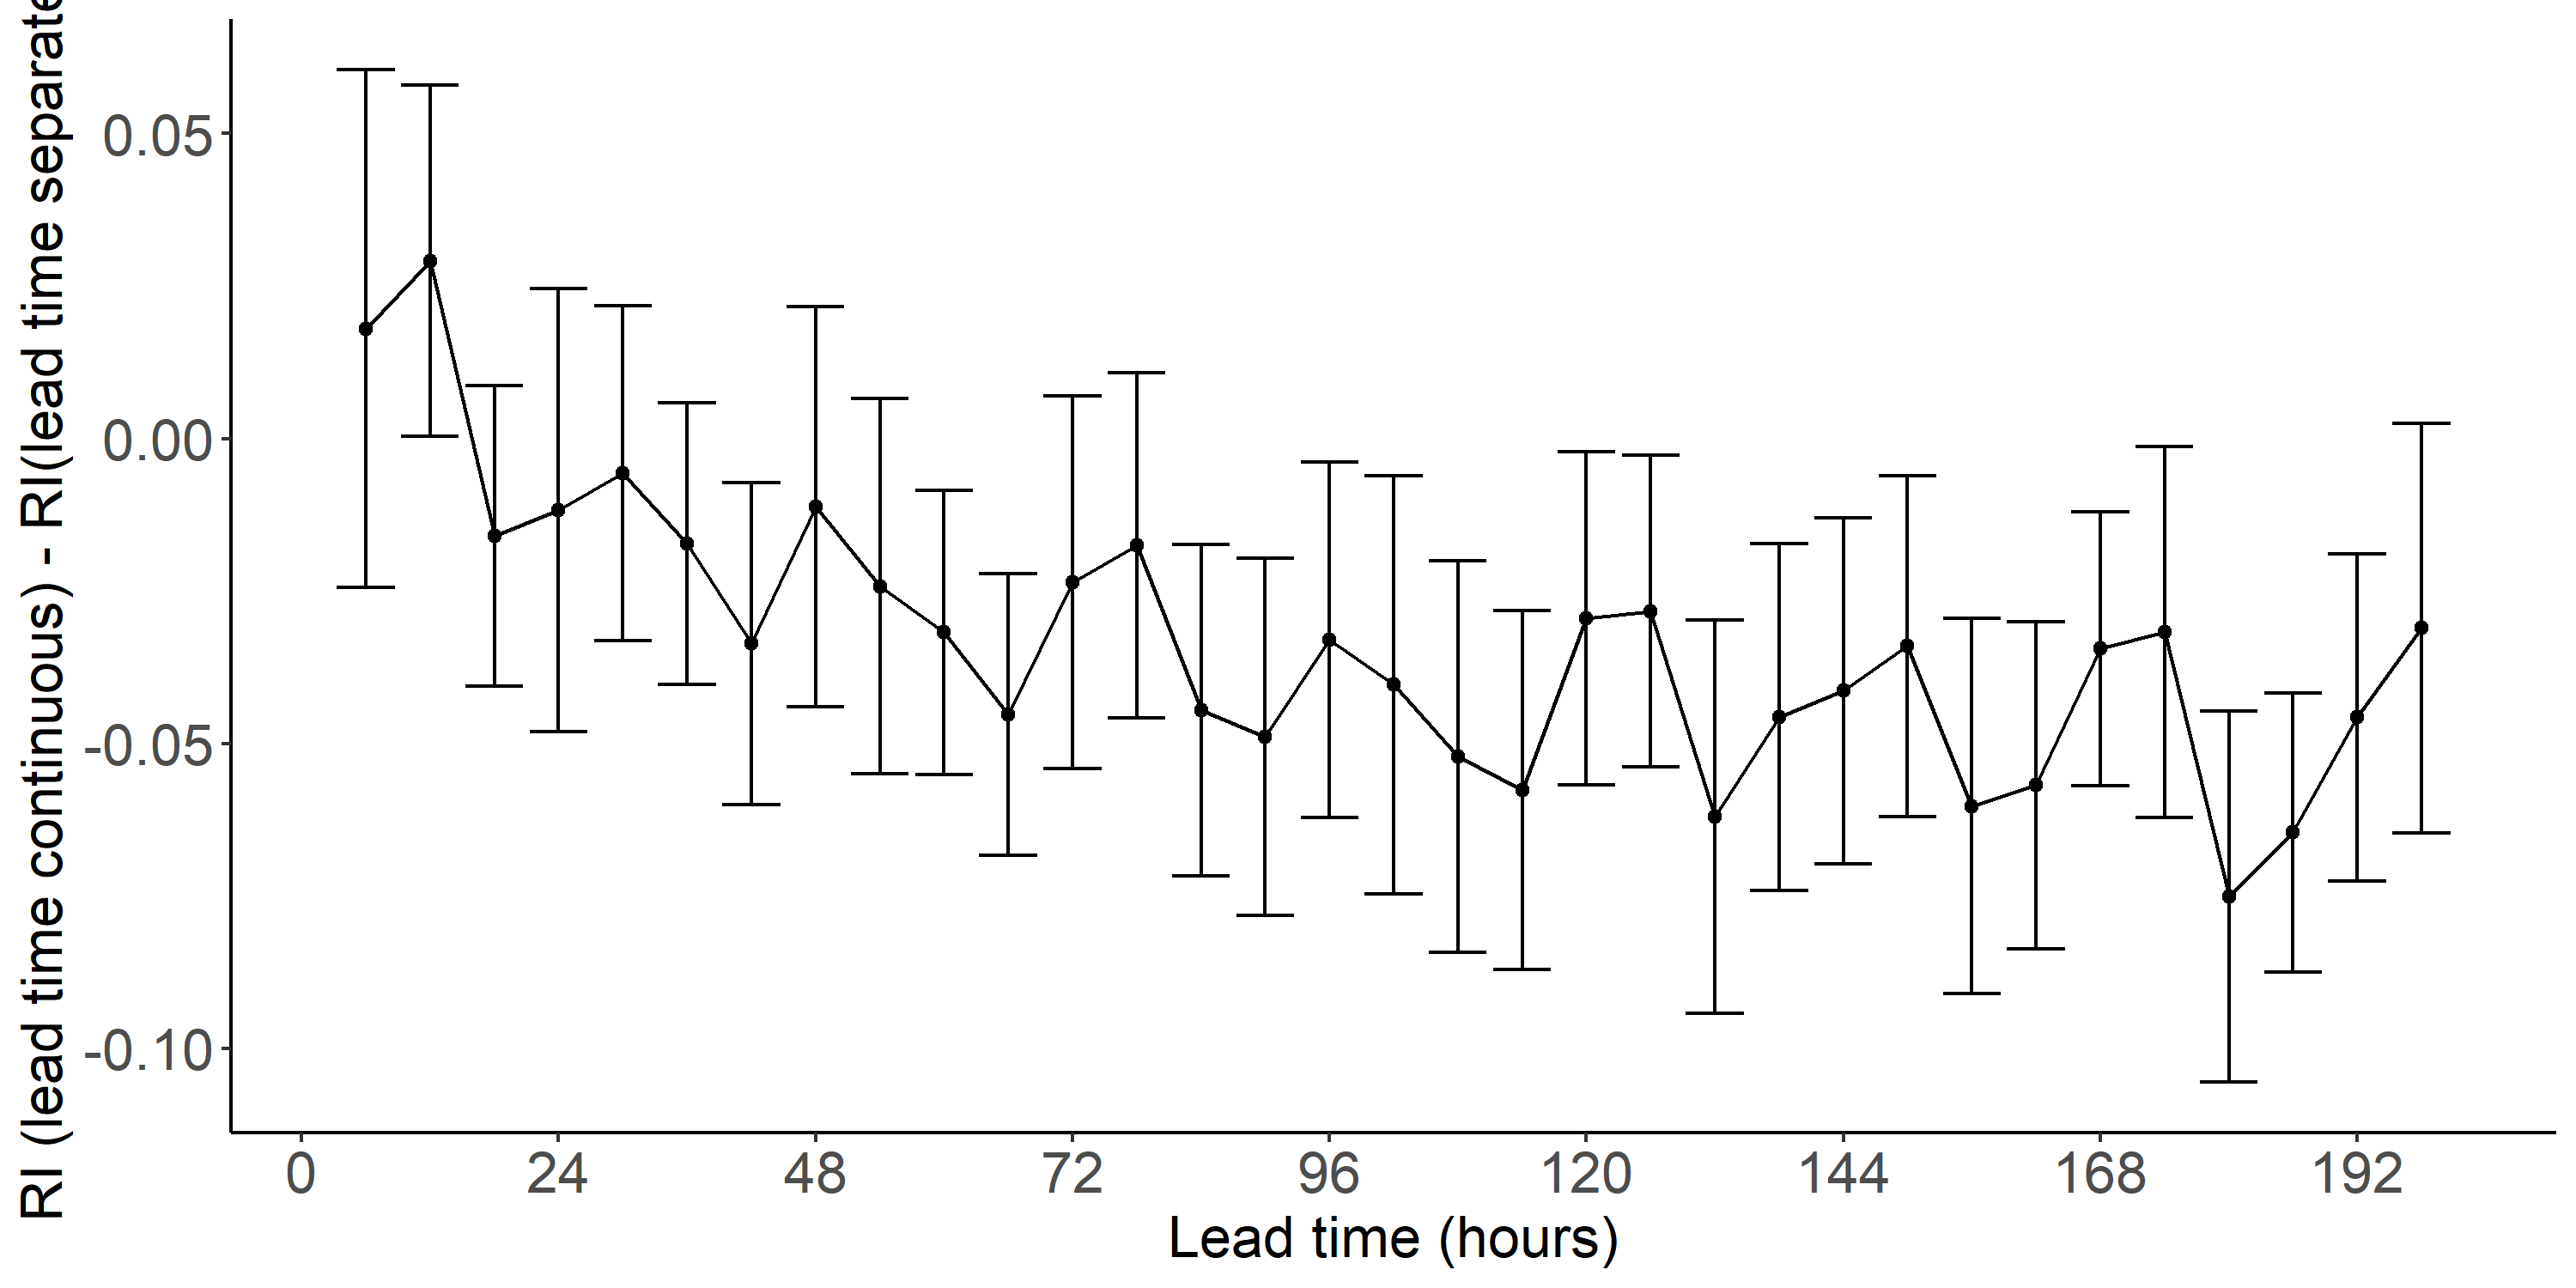 RI (lead time continuous) - RI(lead time separate
0.05
0.00
-0.05
-0.10
0 24 48 72 96 120 144 168 192
Lead time (hours)